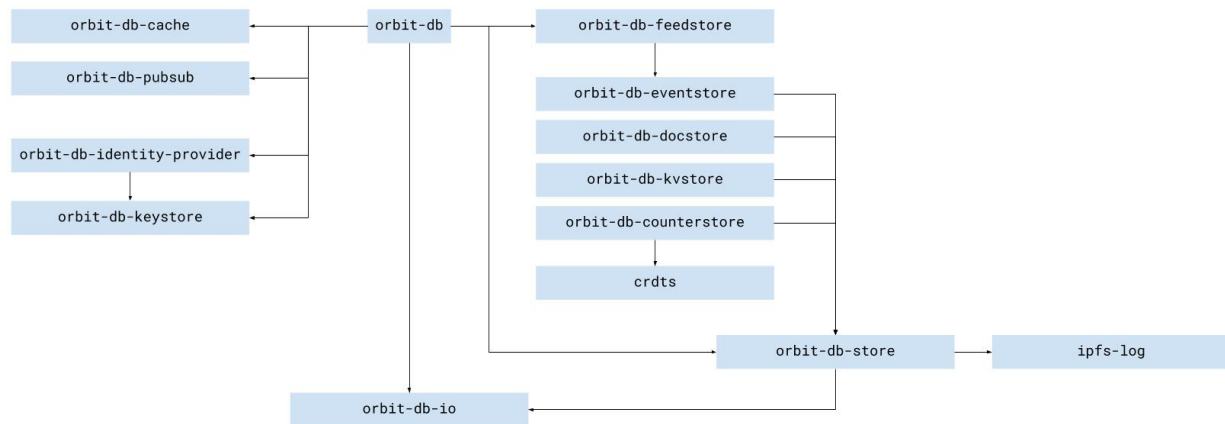 orbit-db-cache
orbit-db
orbit-db-feedstore
orbit-db-pubsub
orbit-db-eventstore
orbit-db-docstore
orbit-db-identity-provider
orbit-db-kvstore
orbit-db-keystore
orbit-db-counterstore
crdts
orbit-db-store
ipfs-log
orbit-db-io